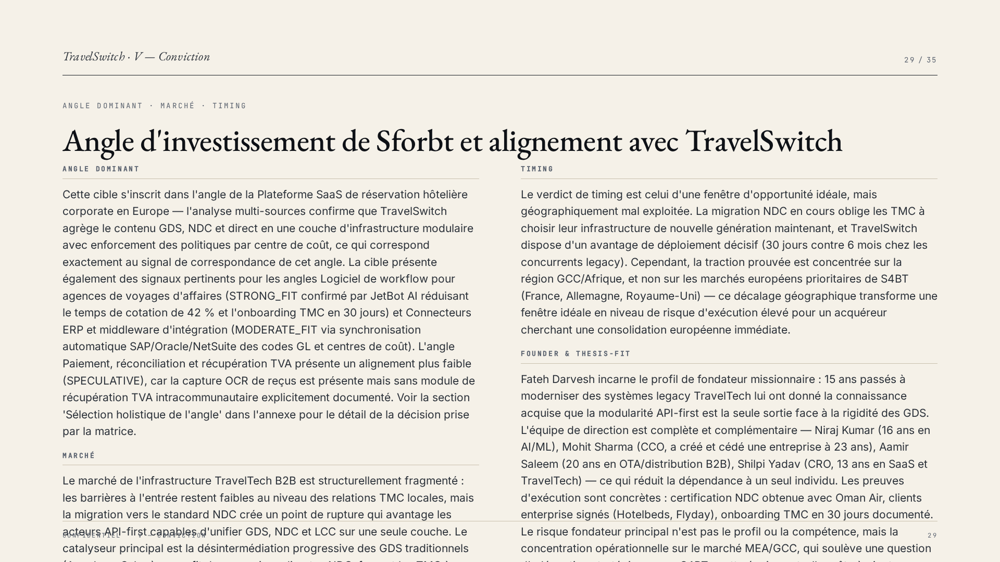 TravelSwitch · V — Conviction
29 / 35
ANGLE DOMINANT · MARCHÉ · TIMING
Angle d'investissement de Sforbt et alignement avec TravelSwitch
ANGLE DOMINANT
Cette cible s'inscrit dans l'angle de la Plateforme SaaS de réservation hôtelière
corporate en Europe — l'analyse multi-sources confirme que TravelSwitch
agrège le contenu GDS, NDC et direct en une couche d'infrastructure modulaire
avec enforcement des politiques par centre de coût, ce qui correspond
exactement au signal de correspondance de cet angle. La cible présente
également des signaux pertinents pour les angles Logiciel de workflow pour
agences de voyages d'affaires (STRONG_FIT confirmé par JetBot AI réduisant
le temps de cotation de 42 % et l'onboarding TMC en 30 jours) et Connecteurs
ERP et middleware d'intégration (MODERATE_FIT via synchronisation
automatique SAP/Oracle/NetSuite des codes GL et centres de coût). L'angle
Paiement, réconciliation et récupération TVA présente un alignement plus faible
(SPECULATIVE), car la capture OCR de reçus est présente mais sans module de
récupération TVA intracommunautaire explicitement documenté. Voir la section
'Sélection holistique de l'angle' dans l'annexe pour le détail de la décision prise
par la matrice.
MARCHÉ
Le marché de l'infrastructure TravelTech B2B est structurellement fragmenté :
les barrières à l'entrée restent faibles au niveau des relations TMC locales, mais
la migration vers le standard NDC crée un point de rupture qui avantage les
acteurs API-first capables d'unifier GDS, NDC et LCC sur une seule couche. Le
catalyseur principal est la désintermédiation progressive des GDS traditionnels
TIMING
Le verdict de timing est celui d'une fenêtre d'opportunité idéale, mais
géographiquement mal exploitée. La migration NDC en cours oblige les TMC à
choisir leur infrastructure de nouvelle génération maintenant, et TravelSwitch
dispose d'un avantage de déploiement décisif (30 jours contre 6 mois chez les
concurrents legacy). Cependant, la traction prouvée est concentrée sur la
région GCC/Afrique, et non sur les marchés européens prioritaires de S4BT
(France, Allemagne, Royaume-Uni) — ce décalage géographique transforme une
fenêtre idéale en niveau de risque d'exécution élevé pour un acquéreur
cherchant une consolidation européenne immédiate.
FOUNDER & THESIS-FIT
Fateh Darvesh incarne le profil de fondateur missionnaire : 15 ans passés à
moderniser des systèmes legacy TravelTech lui ont donné la connaissance
acquise que la modularité API-first est la seule sortie face à la rigidité des GDS.
L'équipe de direction est complète et complémentaire — Niraj Kumar (16 ans en
AI/ML), Mohit Sharma (CCO, a créé et cédé une entreprise à 23 ans), Aamir
Saleem (20 ans en OTA/distribution B2B), Shilpi Yadav (CRO, 13 ans en SaaS et
TravelTech) — ce qui réduit la dépendance à un seul individu. Les preuves
d'exécution sont concrètes : certification NDC obtenue avec Oman Air, clients
enterprise signés (Hotelbeds, Flyday), onboarding TMC en 30 jours documenté.
Le risque fondateur principal n'est pas le profil ou la compétence, mais la
concentration opérationnelle sur le marché MEA/GCC, qui soulève une question
CONFIDENTIEL V — CONVICTION
29